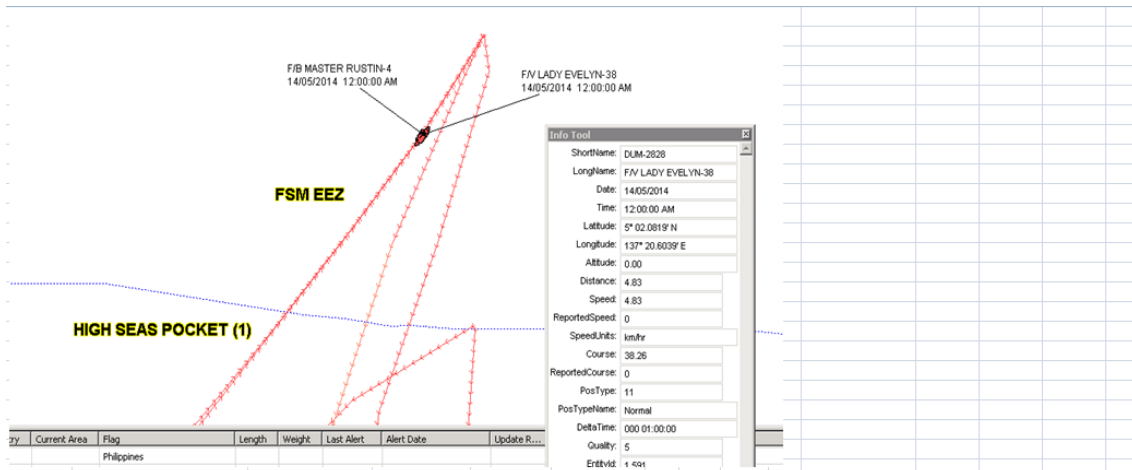 F/B MASTER RUSTIN-4
14/05/2014 12:00:00 AM
F/V LADY EVELYN-38
14/05/2014 12:00:00 AM
FSM EEZ
HIGH SEAS POCKET (1)
Info Tool
ShortName: DUM-2828
LongName: F/V LADY EVELYN-38
Date: 14/05/2014
Time: 12:00:00 AM
Latitude: 5° 02.0819' N
Longitude: 137° 20.6039' E
Altitude: 0.00
Distance: 4.83
Speed: 4.83
ReportedSpeed: 0
SpeedUnits: km/hr
Course: 38.26
ReportedCourse: 0
PosType: 11
PosTypeName: Normal
DeltaTime: 000 01:00:00
Quality: 5
EntityId: 1,591
ry Current Area Flag Length Weight Last Alert Alert Date Update R...
Philippines